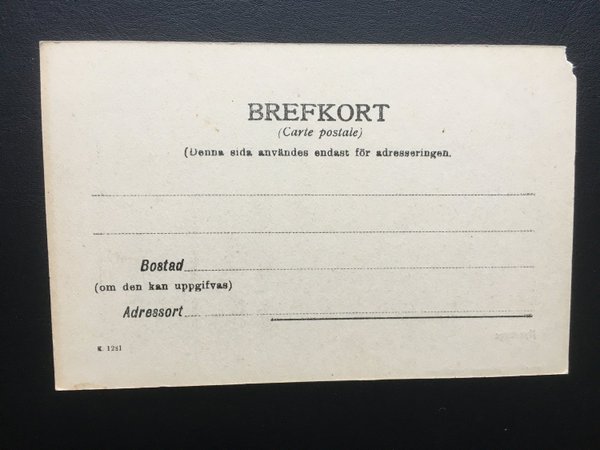 BREFKORT
(Carte postale)
(Denna sida användes endast för adresseringen.
Bostad
(om den kan uppgifvas)
Adressort
K. 1281